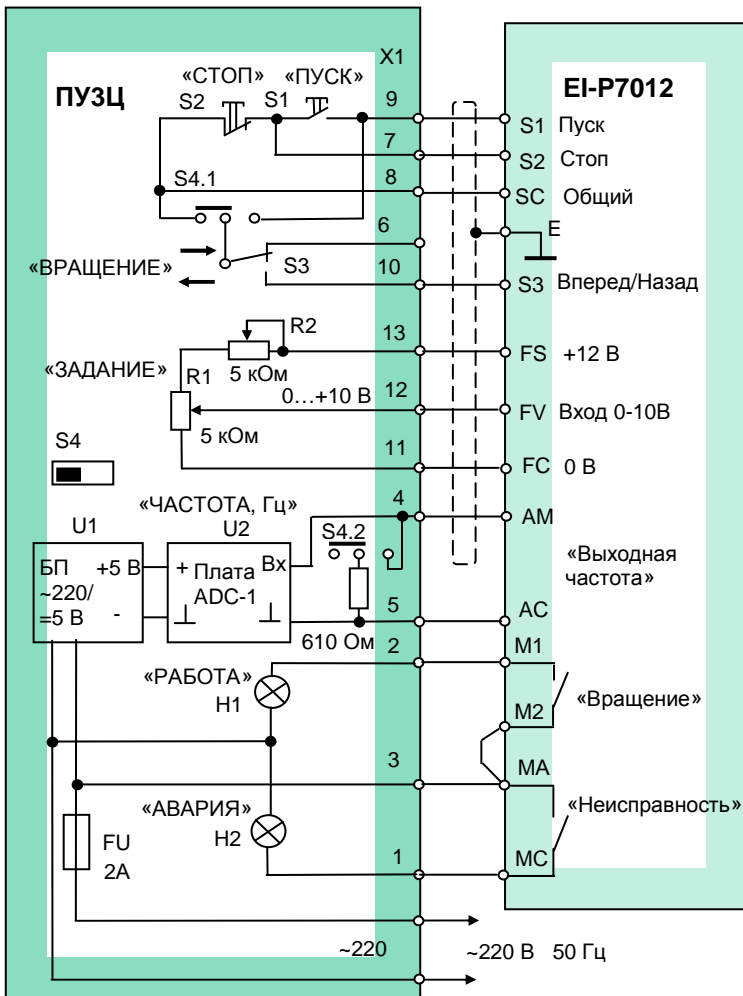 X1
ПУЗЦ
«СТОП» «ПУСК»
EI-P7012
S2
S1
9
S1 Пуск
7
S2 Стоп
S4.1
8
SC Общий
6
E
«ВРАЩЕНИЕ»
S3
10
S3 Вперед/Назад
R2
13
FS +12 В
5 кОм
«ЗАДАНИЕ»
R1
0…+10 В
12
FV Вход 0-10В
5 кОм
S4
11
FC 0 В
«ЧАСТОТА, Гц»
4
AM
U1
U2
S4.2
«Выходная
частота»
БП +5 В
~220/
=5 В -
+ Плата Вх
ADC-1
5
AC
610 Ом
2
M1
«РАБОТА»
H1
«Вращение»
M2
3
MA
«АВАРИЯ»
«Неисправность»
H2
FU
2А
1
MC
~220
~220 В 50 Гц